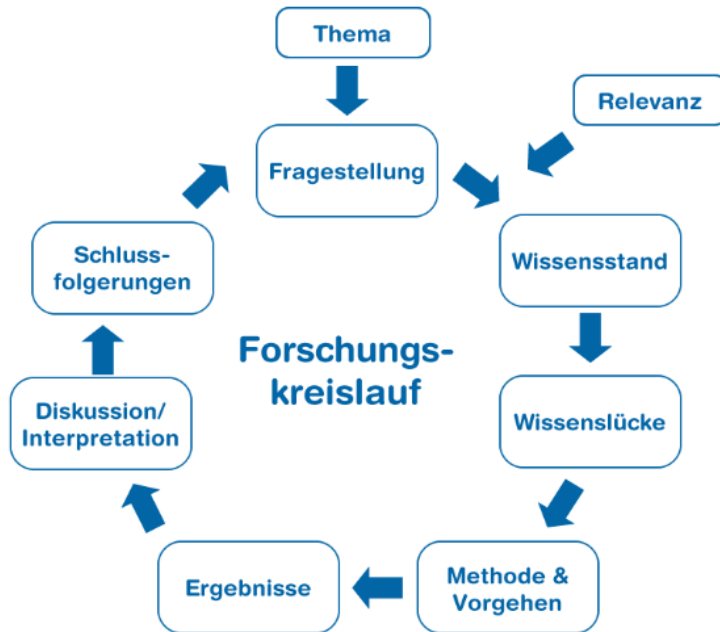 Thema
Relevanz
Fragestellung
Wissensstand
Wissenslücke
Methode &
Vorgehen
Ergebnisse
Diskussion/
Interpretation
Schluss-
folgerungen
Forschungs-
kreislauf